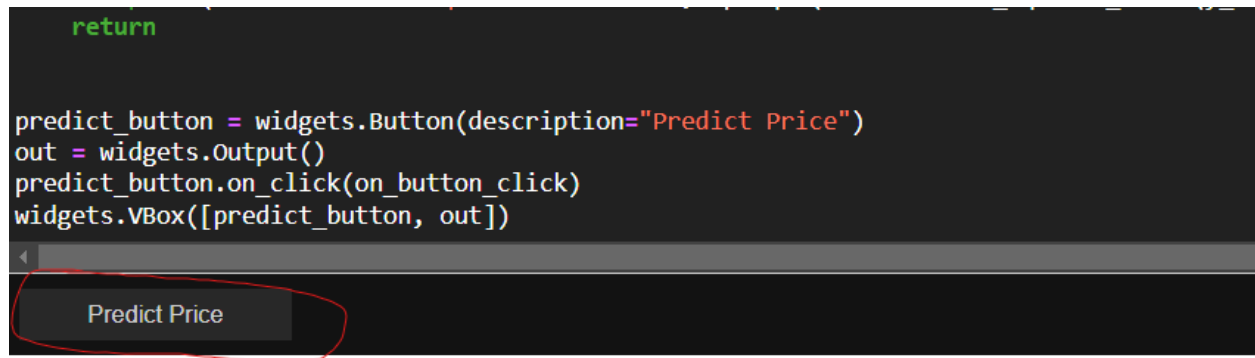 return
predict_button = widgets.Button(description="Predict Price")
out = widgets.Output()
predict_button.on_click(on_button_click)
widgets.VBox([predict_button, out])
Predict Price